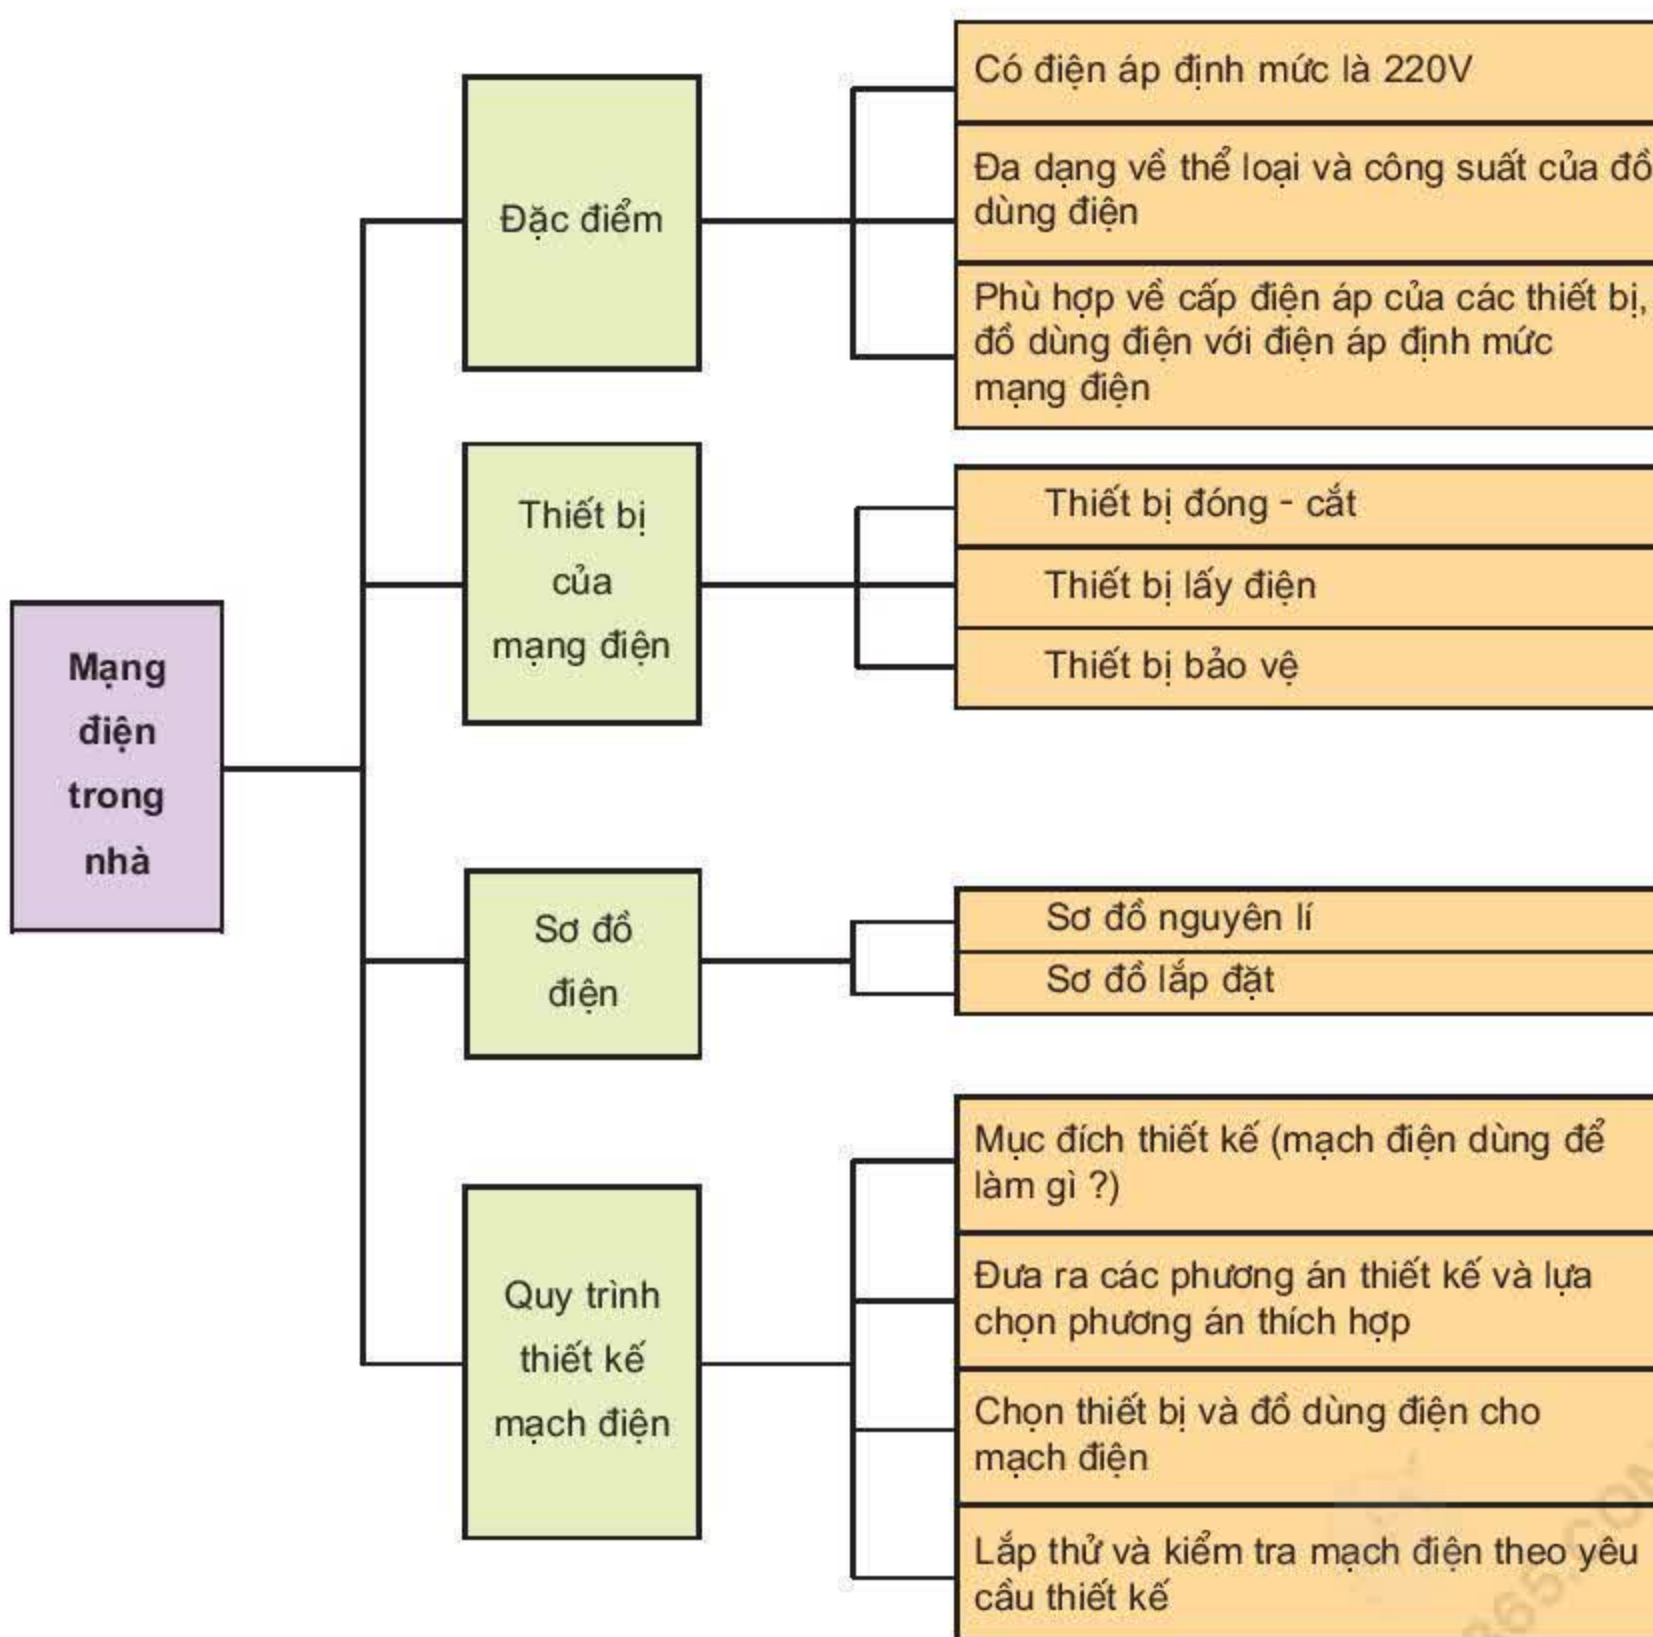 Mạng
điện
trong
nhà
Đặc điểm
Có điện áp định mức là 220V
Đa dạng về thể loại và công suất của đồ
dùng điện
Phù hợp về cấp điện áp của các thiết bị,
đồ dùng điện với điện áp định mức
mạng điện
Thiết bị
của
mạng điện
Thiết bị đóng - cắt
Thiết bị lấy điện
Thiết bị bảo vệ
Sơ đồ
điện
Sơ đồ nguyên lí
Sơ đồ lắp đặt
Quy trình
thiết kế
mạch điện
Mục đích thiết kế (mạch điện dùng để
làm gì ?)
Đưa ra các phương án thiết kế và lựa
chọn phương án thích hợp
Chọn thiết bị và đồ dùng điện cho
mạch điện
Lắp thử và kiểm tra mạch điện theo yêu
cầu thiết kế